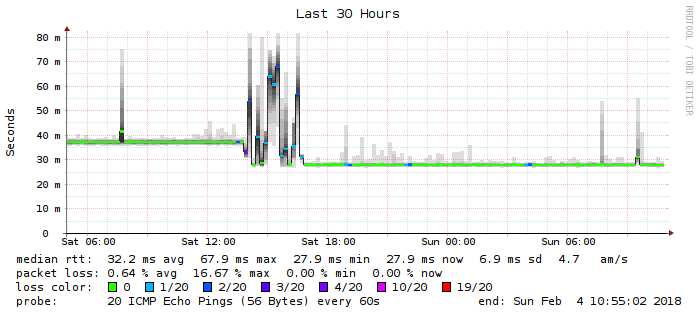 Last 30 Hours
RRDTOOL / TOBI OETIKER
Seconds
80 m
70 m
60 m
50 m
40 m
30 m
20 m
10 m
0
Sat 06:00 Sat 12:00 Sat 18:00 Sun 00:00 Sun 06:00
median rtt: 32.2 ms avg 67.9 ms max 27.9 ms min 27.9 ms now 6.9 ms sd 4.7 am/s
packet loss: 0.64 % avg 16.67 % max 0.00 % min 0.00 % now
loss color: 0 1/20 2/20 3/20 4/20 10/20 19/20
probe: 20 ICMP Echo Pings (56 Bytes) every 60s end: Sun Feb 4 10:55:02 2018